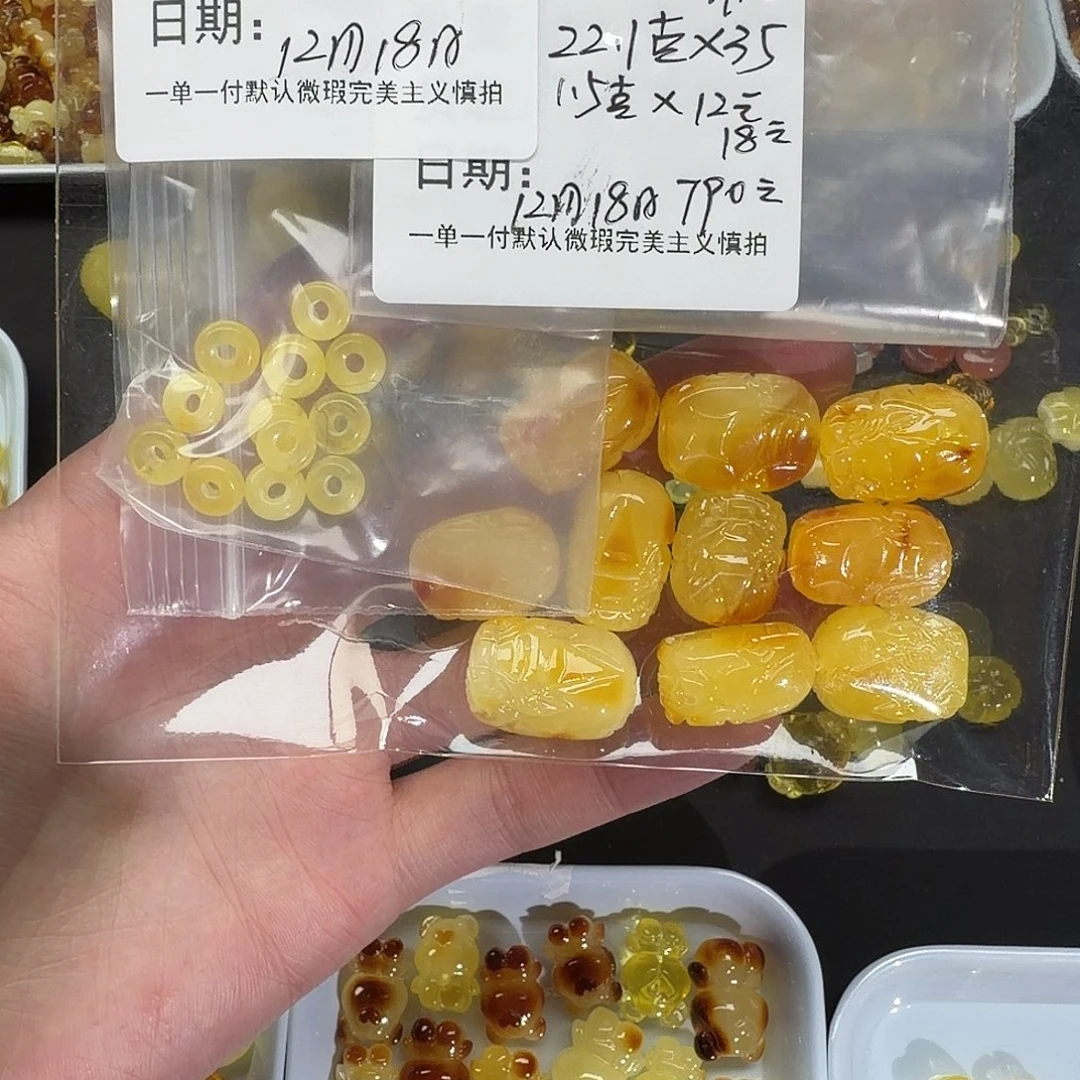 日期：12月18日
一单一付默认微瑕完美主义慎拍
22.1克×35
1.5克×12元
18元
日期：12月18日 790元
一单一付默认微瑕完美主义慎拍